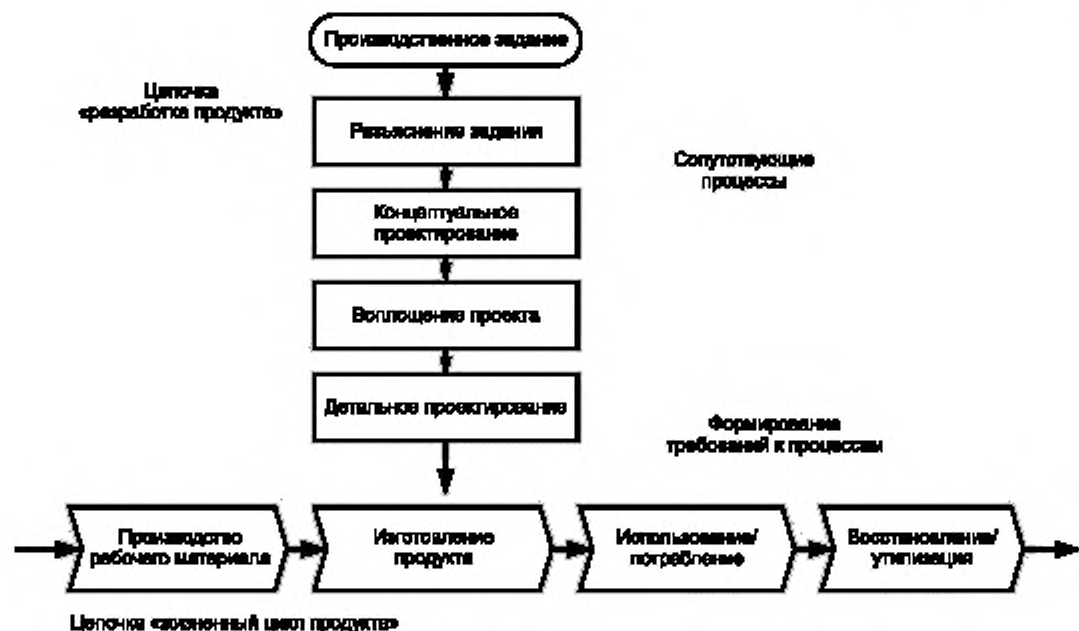 Производственное задание
Цепочка
«разработка продукта»
Разъяснение задания
Сопутствующие
процессы
Концептуальное
проектирование
Воплощение проекта
Детальное проектирование
Формирование
требований к процессам
Производство
рабочего материала
Изготовление
продукта
Использование/
потребление
Восстановление/
утилизация
Цепочка «жизненный цикл продукта»